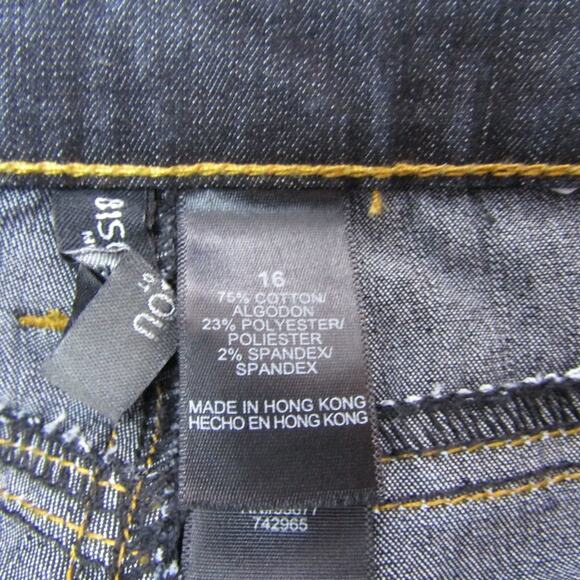 16
75% COTTON/
ALGODON
23% POLYESTER/
POLIESTER
2% SPANDEX/
SPANDEX
MADE IN HONG KONG
HECHO EN HONG KONG
742965